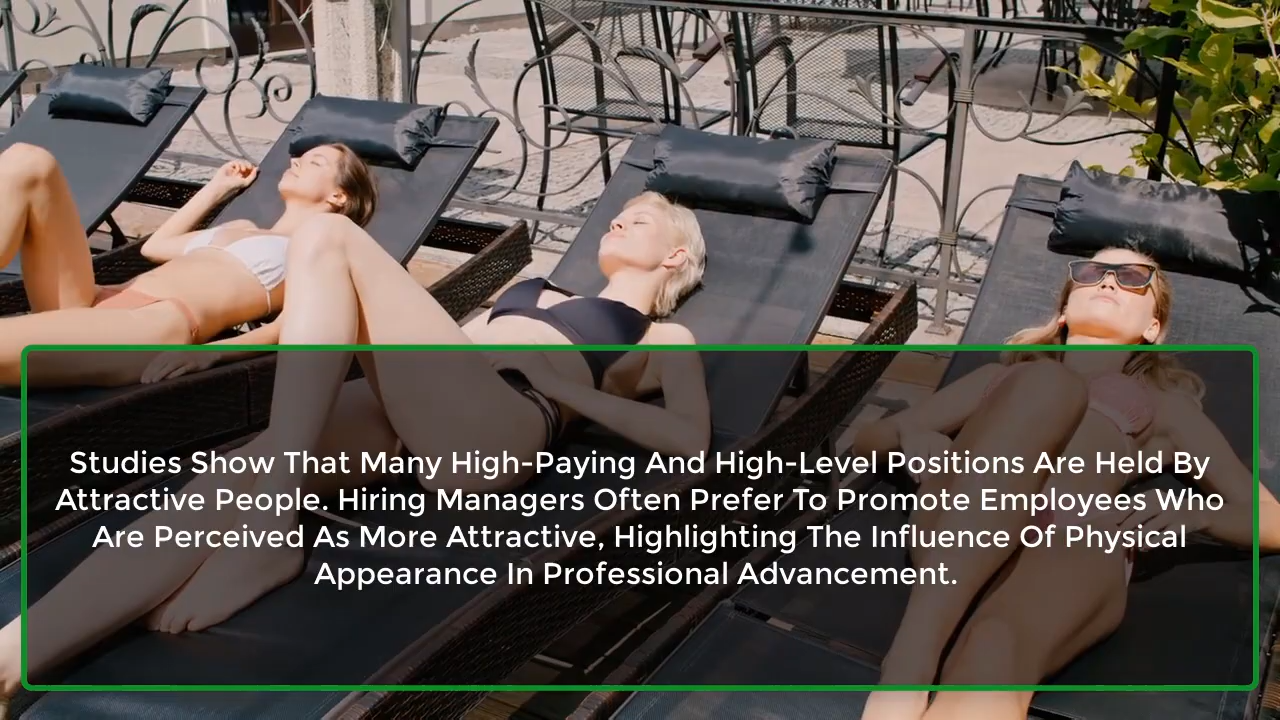 Studies Show That Many High-Paying And High-Level Positions Are Held By
Attractive People. Hiring Managers Often Prefer To Promote Employees Who
Are Perceived As More Attractive, Highlighting The Influence Of Physical
Appearance In Professional Advancement.